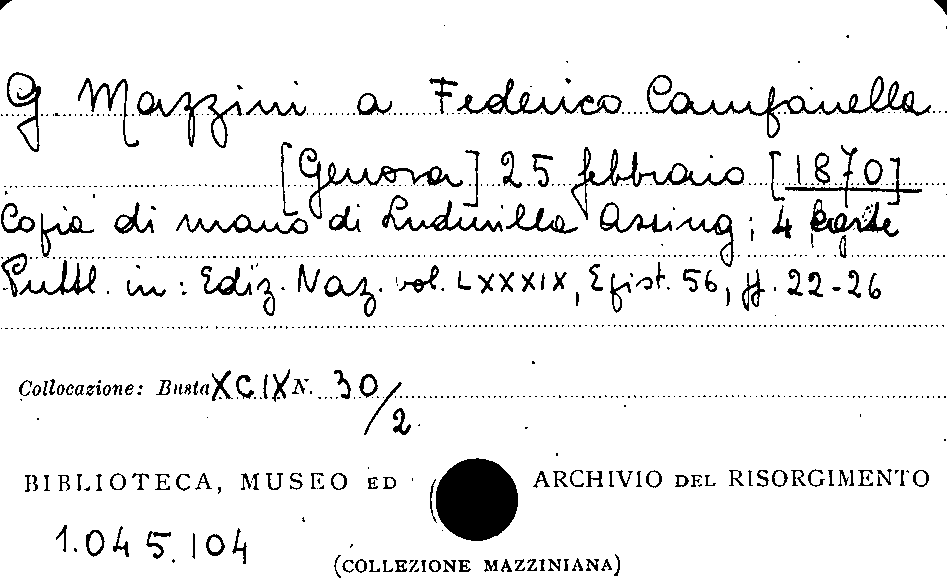 G. Mazzini a Federico Campanella
[Genova] 25 febbraio [1870]
Copia di mano di Ludmilla Assing; 4 carte
Pubbl. in: Ediz. Naz. vol. LXXXIX, Epist. 56, pp. 22-26
Collocazione: Busta XCIX N. 30/2
BIBLIOTECA, MUSEO ED ARCHIVIO DEL RISORGIMENTO
1.045.104
(COLLEZIONE MAZZINIANA)